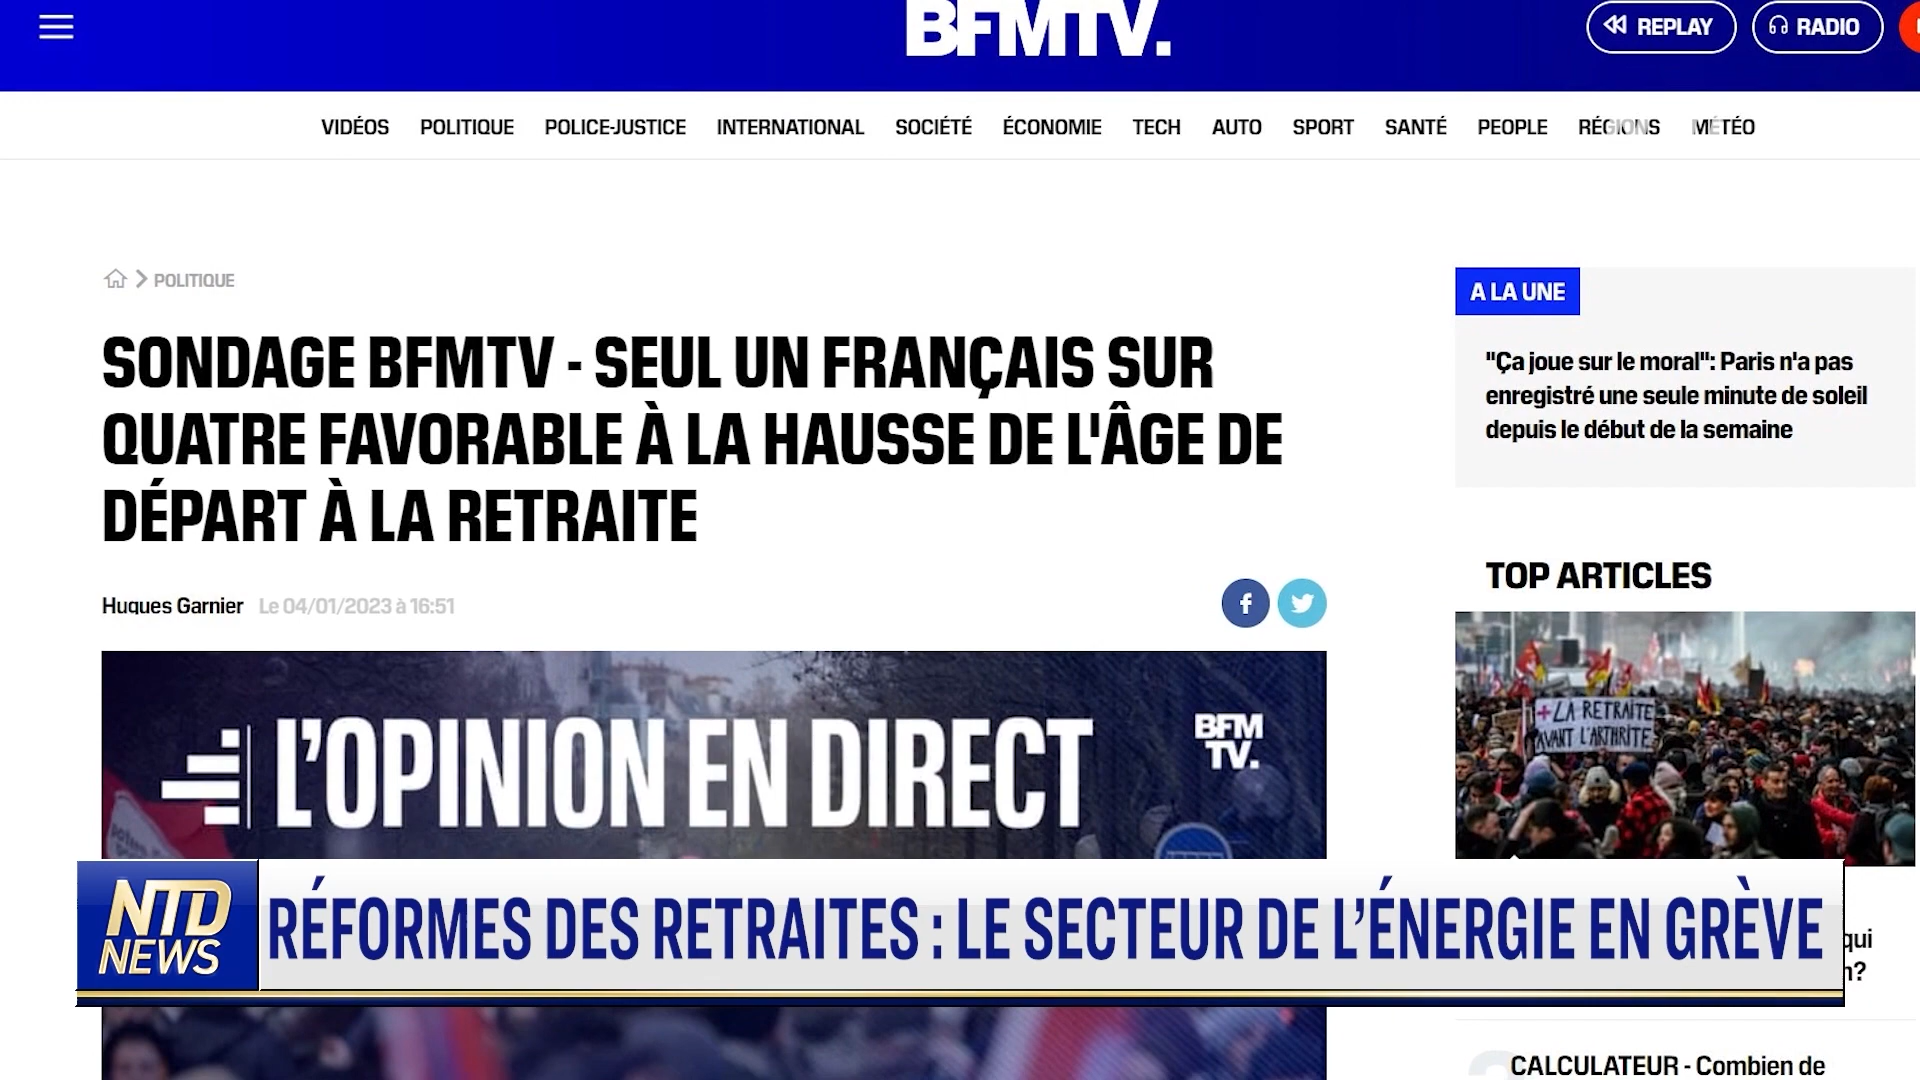 BFMTV.
REPLAY
RADIO
VIDÉOS POLITIQUE POLICE-JUSTICE INTERNATIONAL SOCIÉTÉ ÉCONOMIE TECH AUTO SPORT SANTÉ PEOPLE RÉGIONS MÉTÉO
POLITIQUE
SONDAGE BFMTV - SEUL UN FRANÇAIS SUR
QUATRE FAVORABLE À LA HAUSSE DE L'ÂGE DE
DÉPART À LA RETRAITE
Hugues Garnier Le 04/01/2023 à 16:51
L'OPINION EN DIRECT
BFM
TV.
A LA UNE
"Ça joue sur le moral": Paris n'a pas
enregistré une seule minute de soleil
depuis le début de la semaine
TOP ARTICLES
+ LA RETRAITE
AVANT L'ARTHRITE
qui
?
CALCULATEUR - Combien de
NTD
NEWS
RÉFORMES DES RETRAITES : LE SECTEUR DE L'ÉNERGIE EN GRÈVE